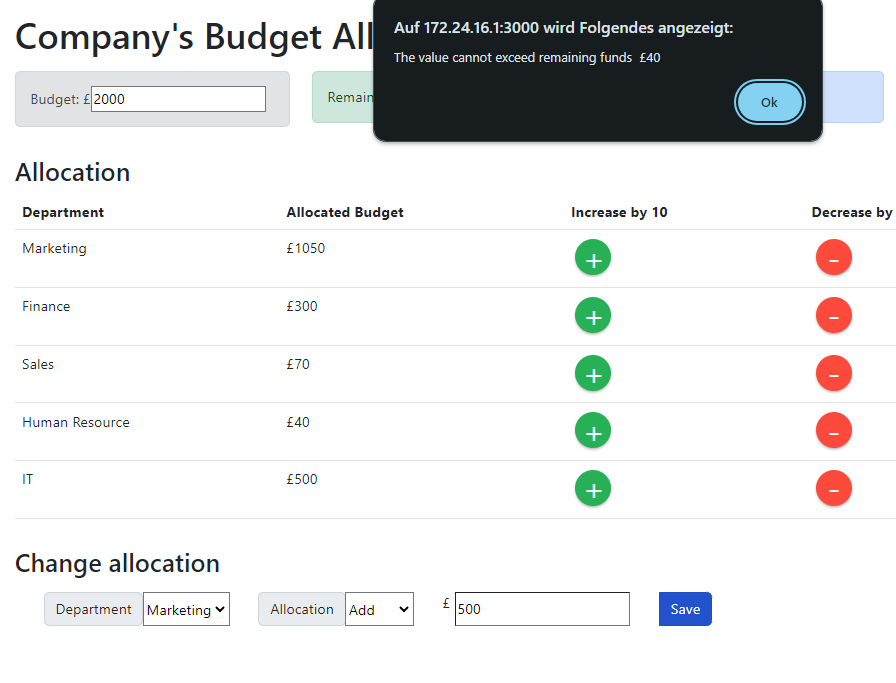 Company's Budget All
Auf 172.24.16.1:3000 wird Folgendes angezeigt:
The value cannot exceed remaining funds £40
Ok
Budget: £ 2000
Remain
Allocation
Department Allocated Budget Increase by 10 Decrease by
Marketing £1050 + -
Finance £300 + -
Sales £70 + -
Human Resource £40 + -
IT £500 + -
Change allocation
Department Marketing Allocation Add £ 500 Save